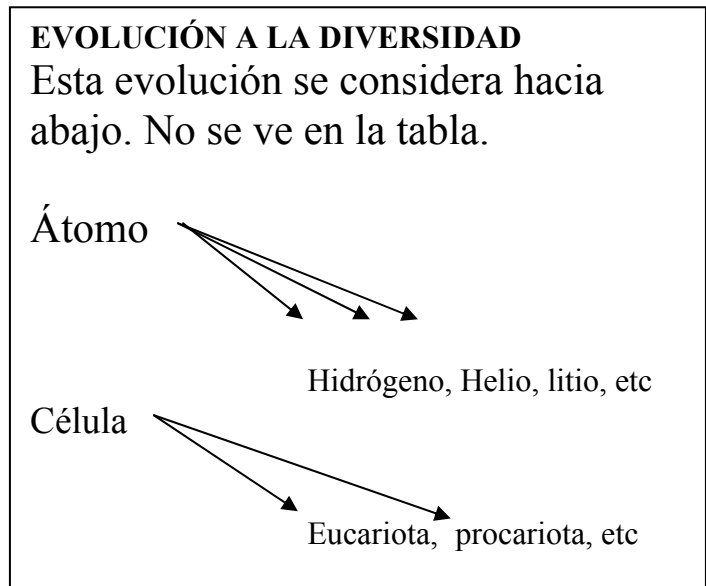 EVOLUCIÓN A LA DIVERSIDAD
Esta evolución se considera hacia
abajo. No se ve en la tabla.
Átomo
Hidrógeno, Helio, litio, etc
Célula
Eucariota, procariota, etc